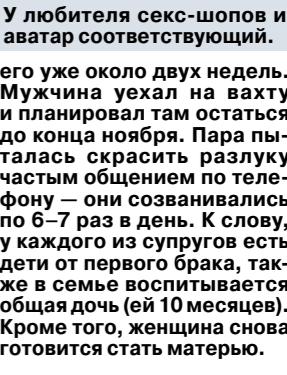 У любителя секс-шопов и
аватар соответствующий.
его уже около двух недель.
Мужчина уехал на вахту
и планировал там остаться
до конца ноября. Пара пы-
талась скрасить разлуку
частым общением по теле-
фону — они созванивались
по 6–7 раз в день. К слову,
у каждого из супругов есть
дети от первого брака, так-
же в семье воспитывается
общая дочь (ей 10 месяцев).
Кроме того, женщина снова
готовится стать матерью.